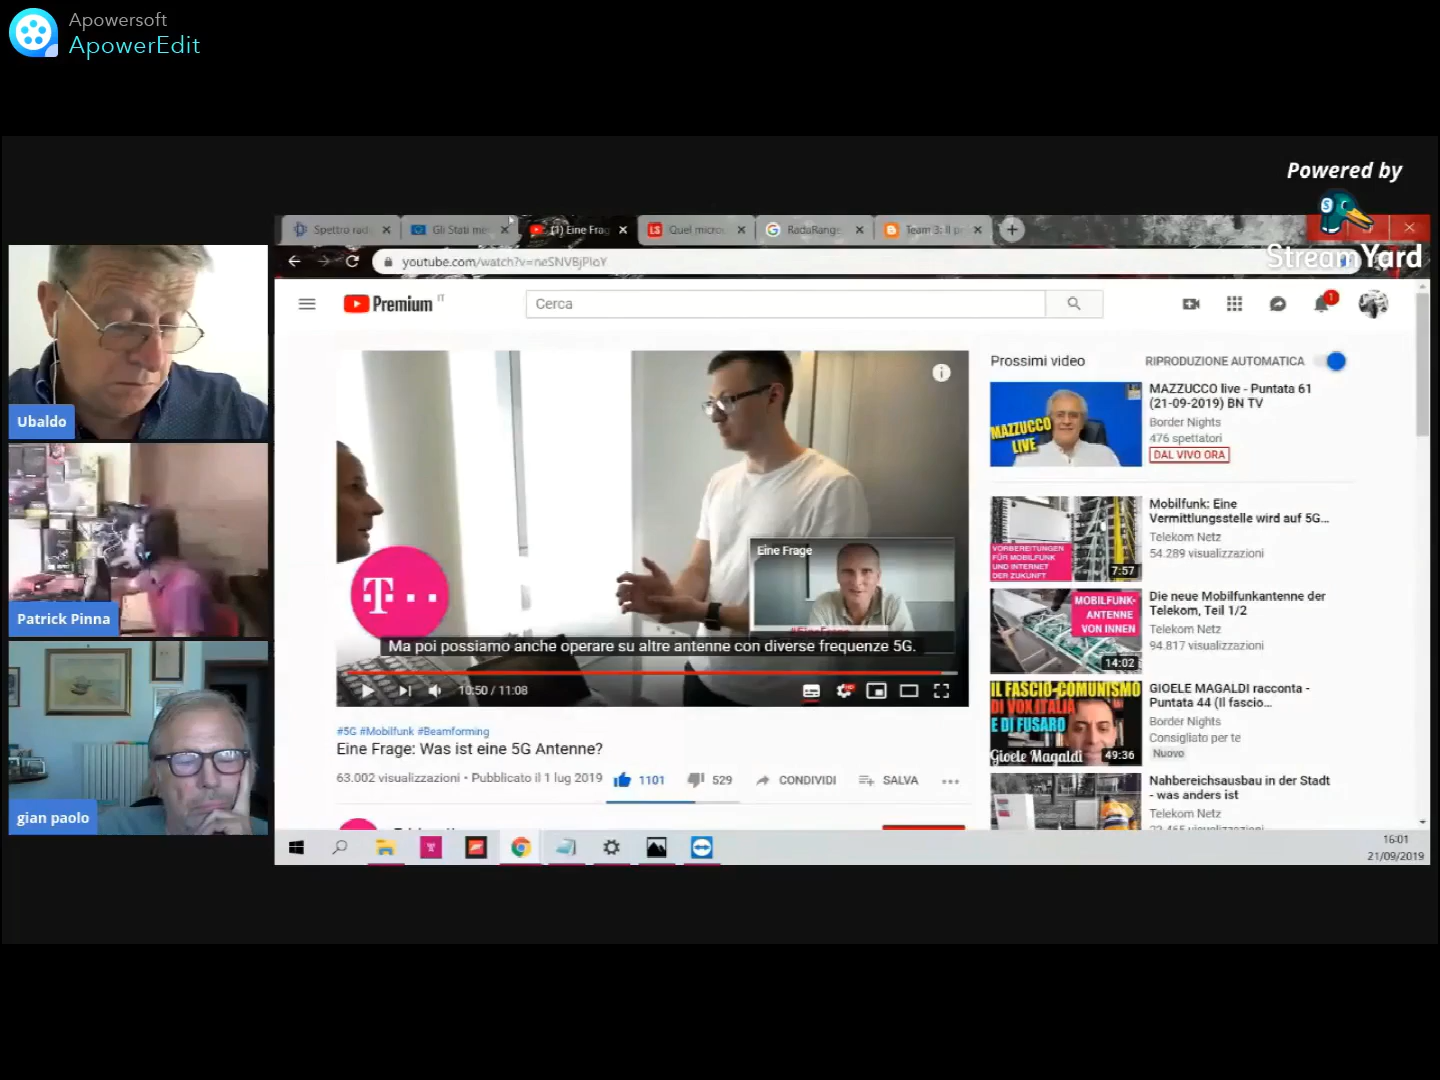 Apowersoft
ApowerEdit
Powered by
StreamYard
Spettro rad
Gli Stati me
(1) Eine Frag
Quel micro
RadaRange
Team 3: Il p
youtube.com/watch?v=neSNVBjPIoY
Premium IT
Cerca
1
Ubaldo
Patrick Pinna
gian paolo
Eine Frage
T
Ma poi possiamo anche operare su altre antenne con diverse frequenze 5G.
10:50 / 11:08
#5G #Mobilfunk #Beamforming
Eine Frage: Was ist eine 5G Antenne?
63.002 visualizzazioni • Pubblicato il 1 lug 2019
1101
529
CONDIVIDI
SALVA
Prossimi video
RIPRODUZIONE AUTOMATICA
MAZZUCCO
LIVE
MAZZUCCO live - Puntata 61
(21-09-2019) BN TV
Border Nights
476 spettatori
DAL VIVO ORA
VORBEREITUNGEN
FÜR MOBILFUNK
UND INTERNET
DER ZUKUNFT
7:57
Mobilfunk: Eine
Vermittlungsstelle wird auf 5G...
Telekom Netz
54.289 visualizzazioni
MOBILFUNK-
ANTENNE
VON INNEN
14:02
Die neue Mobilfunkantenne der
Telekom, Teil 1/2
Telekom Netz
94.817 visualizzazioni
IL FASCIO-COMUNISMO
DI VOX ITALIA
E DI FUSARO
Gioele Magaldi
49:36
GIOELE MAGALDI racconta -
Puntata 44 (Il fascio...
Border Nights
Consigliato per te
Nuovo
Nahbereichsausbau in der Stadt
- was anders ist
Telekom Netz
16:01
21/09/2019